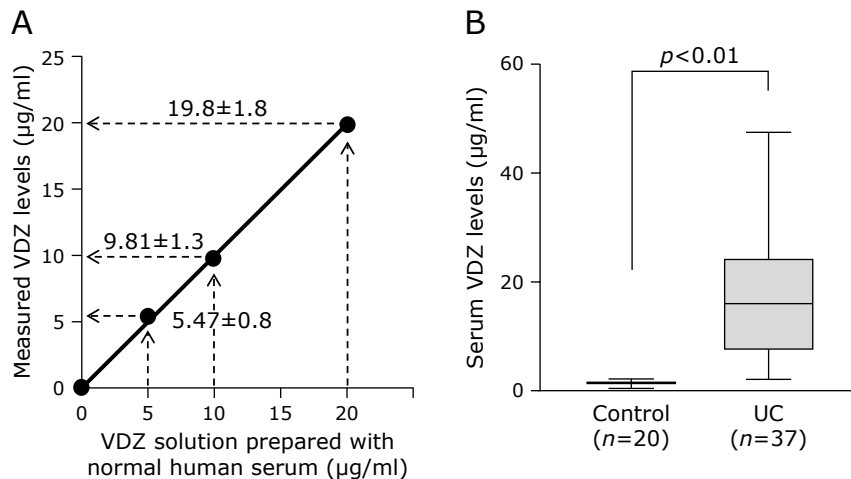 A
25
20
15
10
5
0
Measured VDZ levels (µg/ml)
19.8±1.8
9.81±1.3
5.47±0.8
0 5 10 15 20
VDZ solution prepared with
normal human serum (µg/ml)
B
60
40
20
0
Serum VDZ levels (µg/ml)
p<0.01
Control
(n=20)
UC
(n=37)